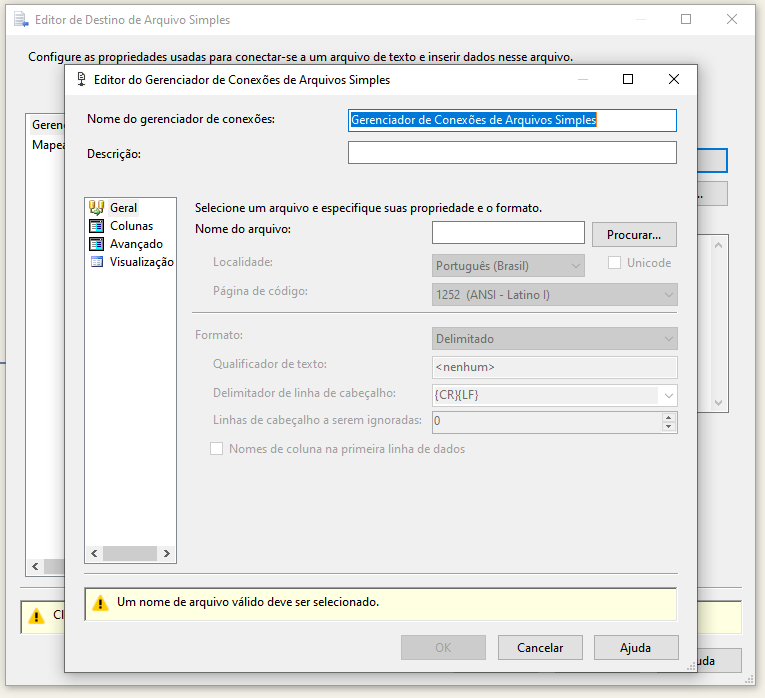 Editor de Destino de Arquivo Simples
Configure as propriedades usadas para conectar-se a um arquivo de texto e inserir dados nesse arquivo.
Editor do Gerenciador de Conexões de Arquivos Simples
Nome do gerenciador de conexões: Gerenciador de Conexões de Arquivos Simples
Descrição:
Geral
Colunas
Avançado
Visualização
Selecione um arquivo e especifique suas propriedade e o formato.
Nome do arquivo: Procurar...
Localidade: Português (Brasil) Unicode
Página de código: 1252 (ANSI - Latino I)
Formato: Delimitado
Qualificador de texto: <nenhum>
Delimitador de linha de cabeçalho: {CR}{LF}
Linhas de cabeçalho a serem ignoradas: 0
Nomes de coluna na primeira linha de dados
Um nome de arquivo válido deve ser selecionado.
OK Cancelar Ajuda